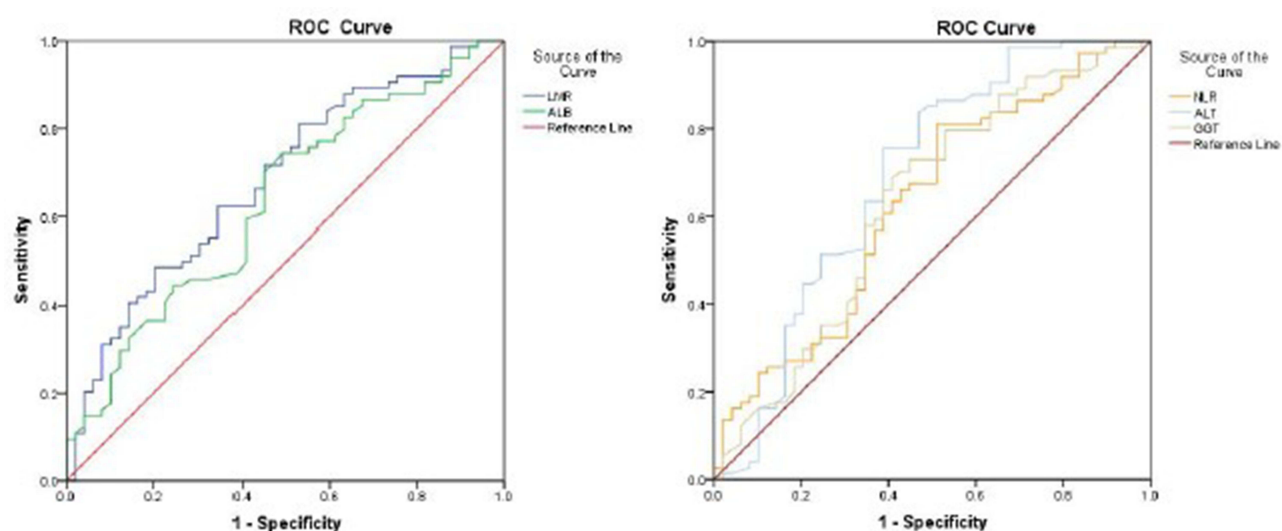 ROC Curve
Source of the
Curve
LMR
ALB
Reference Line
1.0
0.8
0.6
0.4
0.2
0.0
Sensitivity
0.0 0.2 0.4 0.6 0.8 1.0
1 - Specificity
ROC Curve
Source of the
Curve
NLR
ALT
GGT
Reference Line
1.0
0.8
0.6
0.4
0.2
0.0
Sensitivity
0.0 0.2 0.4 0.6 0.8 1.0
1 - Specificity